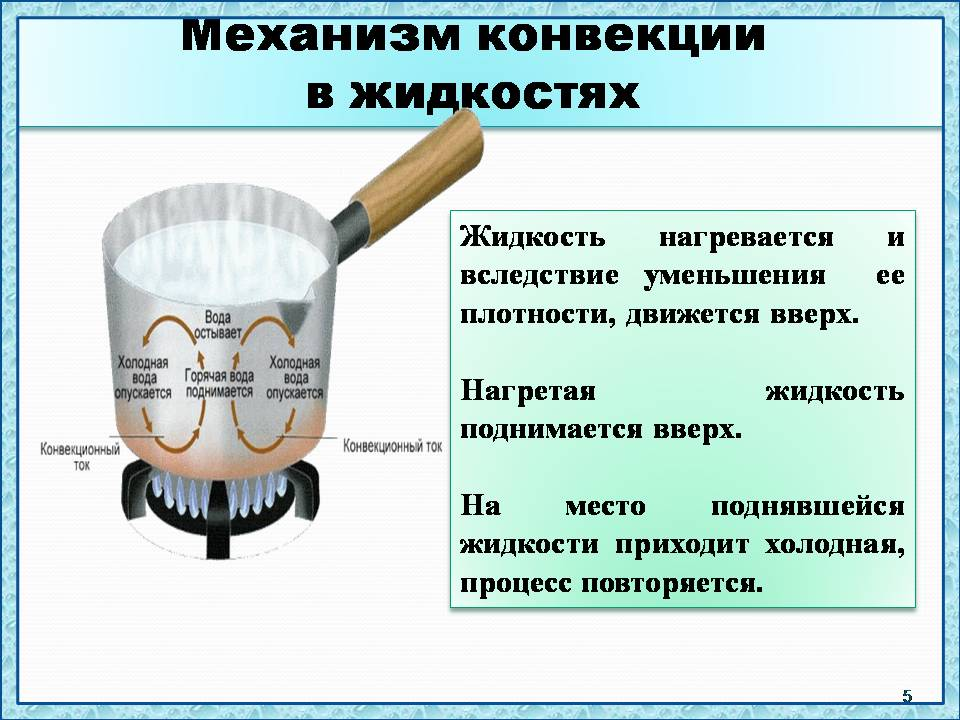 Механизм конвекции
в жидкостях
Вода
остывает
Холодная
вода
опускается
Горячая вода
поднимается
Холодная
вода
опускается
Конвекционный
ток
Конвекционный ток
Жидкость нагревается и
вследствие уменьшения ее
плотности, движется вверх.
Нагретая жидкость
поднимается вверх.
На место поднявшейся
жидкости приходит холодная,
процесс повторяется.
5